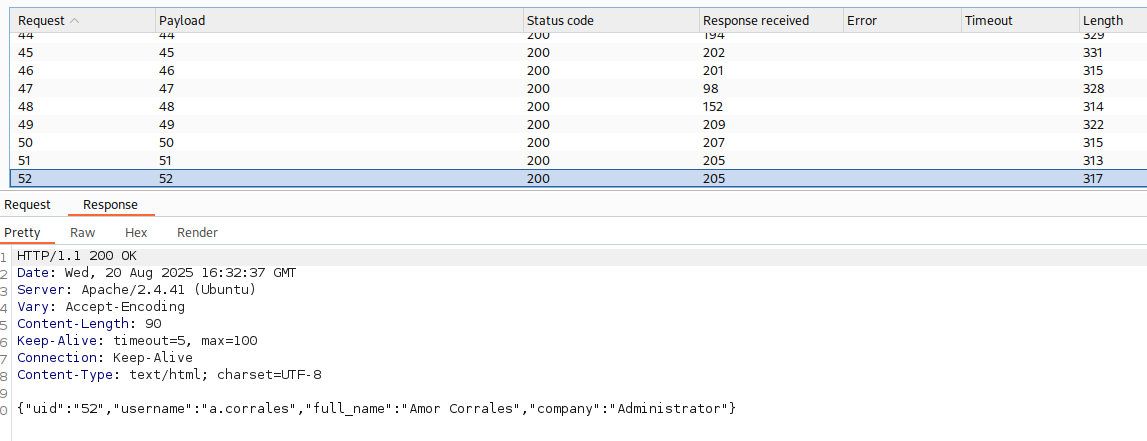 Request Payload Status code Response received Error Timeout Length
44 44 200 194 329
45 45 200 202 331
46 46 200 201 315
47 47 200 98 328
48 48 200 152 314
49 49 200 209 322
50 50 200 207 315
51 51 200 205 313
52 52 200 205 317
Request Response
Pretty Raw Hex Render
1 HTTP/1.1 200 OK
2 Date: Wed, 20 Aug 2025 16:32:37 GMT
3 Server: Apache/2.4.41 (Ubuntu)
4 Vary: Accept-Encoding
5 Content-Length: 90
6 Keep-Alive: timeout=5, max=100
7 Connection: Keep-Alive
8 Content-Type: text/html; charset=UTF-8
9
0 {"uid":"52","username":"a.corrales","full_name":"Amor Corrales","company":"Administrator"}